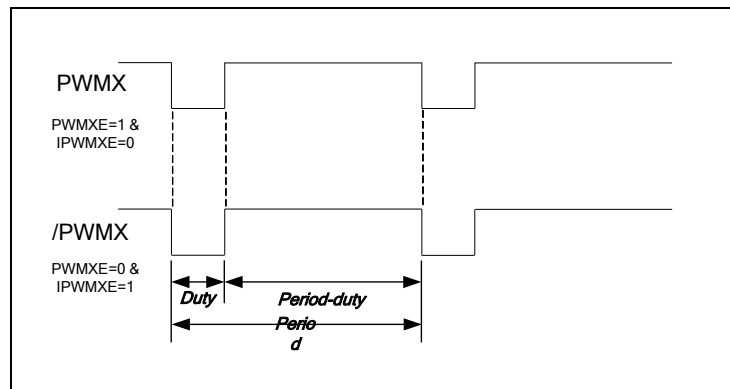 PWMX
PWMXE=1 &
IPWMXE=0
/PWMX
PWMXE=0 &
IPWMXE=1
Duty
Period-duty
Perio
d